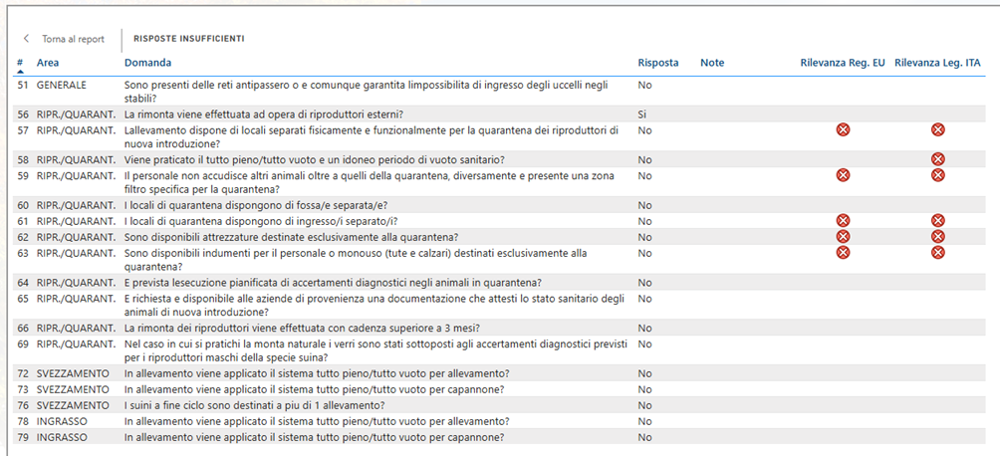 Torna al report
RISPOSTE INSUFFICIENTI
# Area Domanda Risposta Note Rilevanza Reg. EU Rilevanza Leg. ITA
51 GENERALE Sono presenti delle reti antipassero o e comunque garantita limpossibilita di ingresso degli uccelli negli No
stabili?
56 RIPR./QUARANT. La rimonta viene effettuata ad opera di riproduttori esterni? Si
57 RIPR./QUARANT. Lallevamento dispone di locali separati fisicamente e funzionalmente per la quarantena dei riproduttori di No
nuova introduzione?
58 RIPR./QUARANT. Viene praticato il tutto pieno/tutto vuoto e un idoneo periodo di vuoto sanitario? No
59 RIPR./QUARANT. Il personale non accudisce altri animali oltre a quelli della quarantena, diversamente e presente una zona No
filtro specifica per la quarantena?
60 RIPR./QUARANT. I locali di quarantena dispongono di fossa/e separata/e? No
61 RIPR./QUARANT. I locali di quarantena dispongono di ingresso/i separato/i? No
62 RIPR./QUARANT. Sono disponibili attrezzature destinate esclusivamente alla quarantena? No
63 RIPR./QUARANT. Sono disponibili indumenti per il personale o monouso (tute e calzari) destinati esclusivamente alla No
quarantena?
64 RIPR./QUARANT. E prevista lesecuzione pianificata di accertamenti diagnostici negli animali in quarantena? No
65 RIPR./QUARANT. E richiesta e disponibile alle aziende di provenienza una documentazione che attesti lo stato sanitario degli No
animali di nuova introduzione?
66 RIPR./QUARANT. La rimonta dei riproduttori viene effettuata con cadenza superiore a 3 mesi? No
69 RIPR./QUARANT. Nel caso in cui si pratichi la monta naturale i verri sono stati sottoposti agli accertamenti diagnostici previsti No
per i riproduttori maschi della specie suina?
72 SVEZZAMENTO In allevamento viene applicato il sistema tutto pieno/tutto vuoto per allevamento? No
73 SVEZZAMENTO In allevamento viene applicato il sistema tutto pieno/tutto vuoto per capannone? No
76 SVEZZAMENTO I suini a fine ciclo sono destinati a piu di 1 allevamento? No
78 INGRASSO In allevamento viene applicato il sistema tutto pieno/tutto vuoto per allevamento? No
79 INGRASSO In allevamento viene applicato il sistema tutto pieno/tutto vuoto per capannone? No